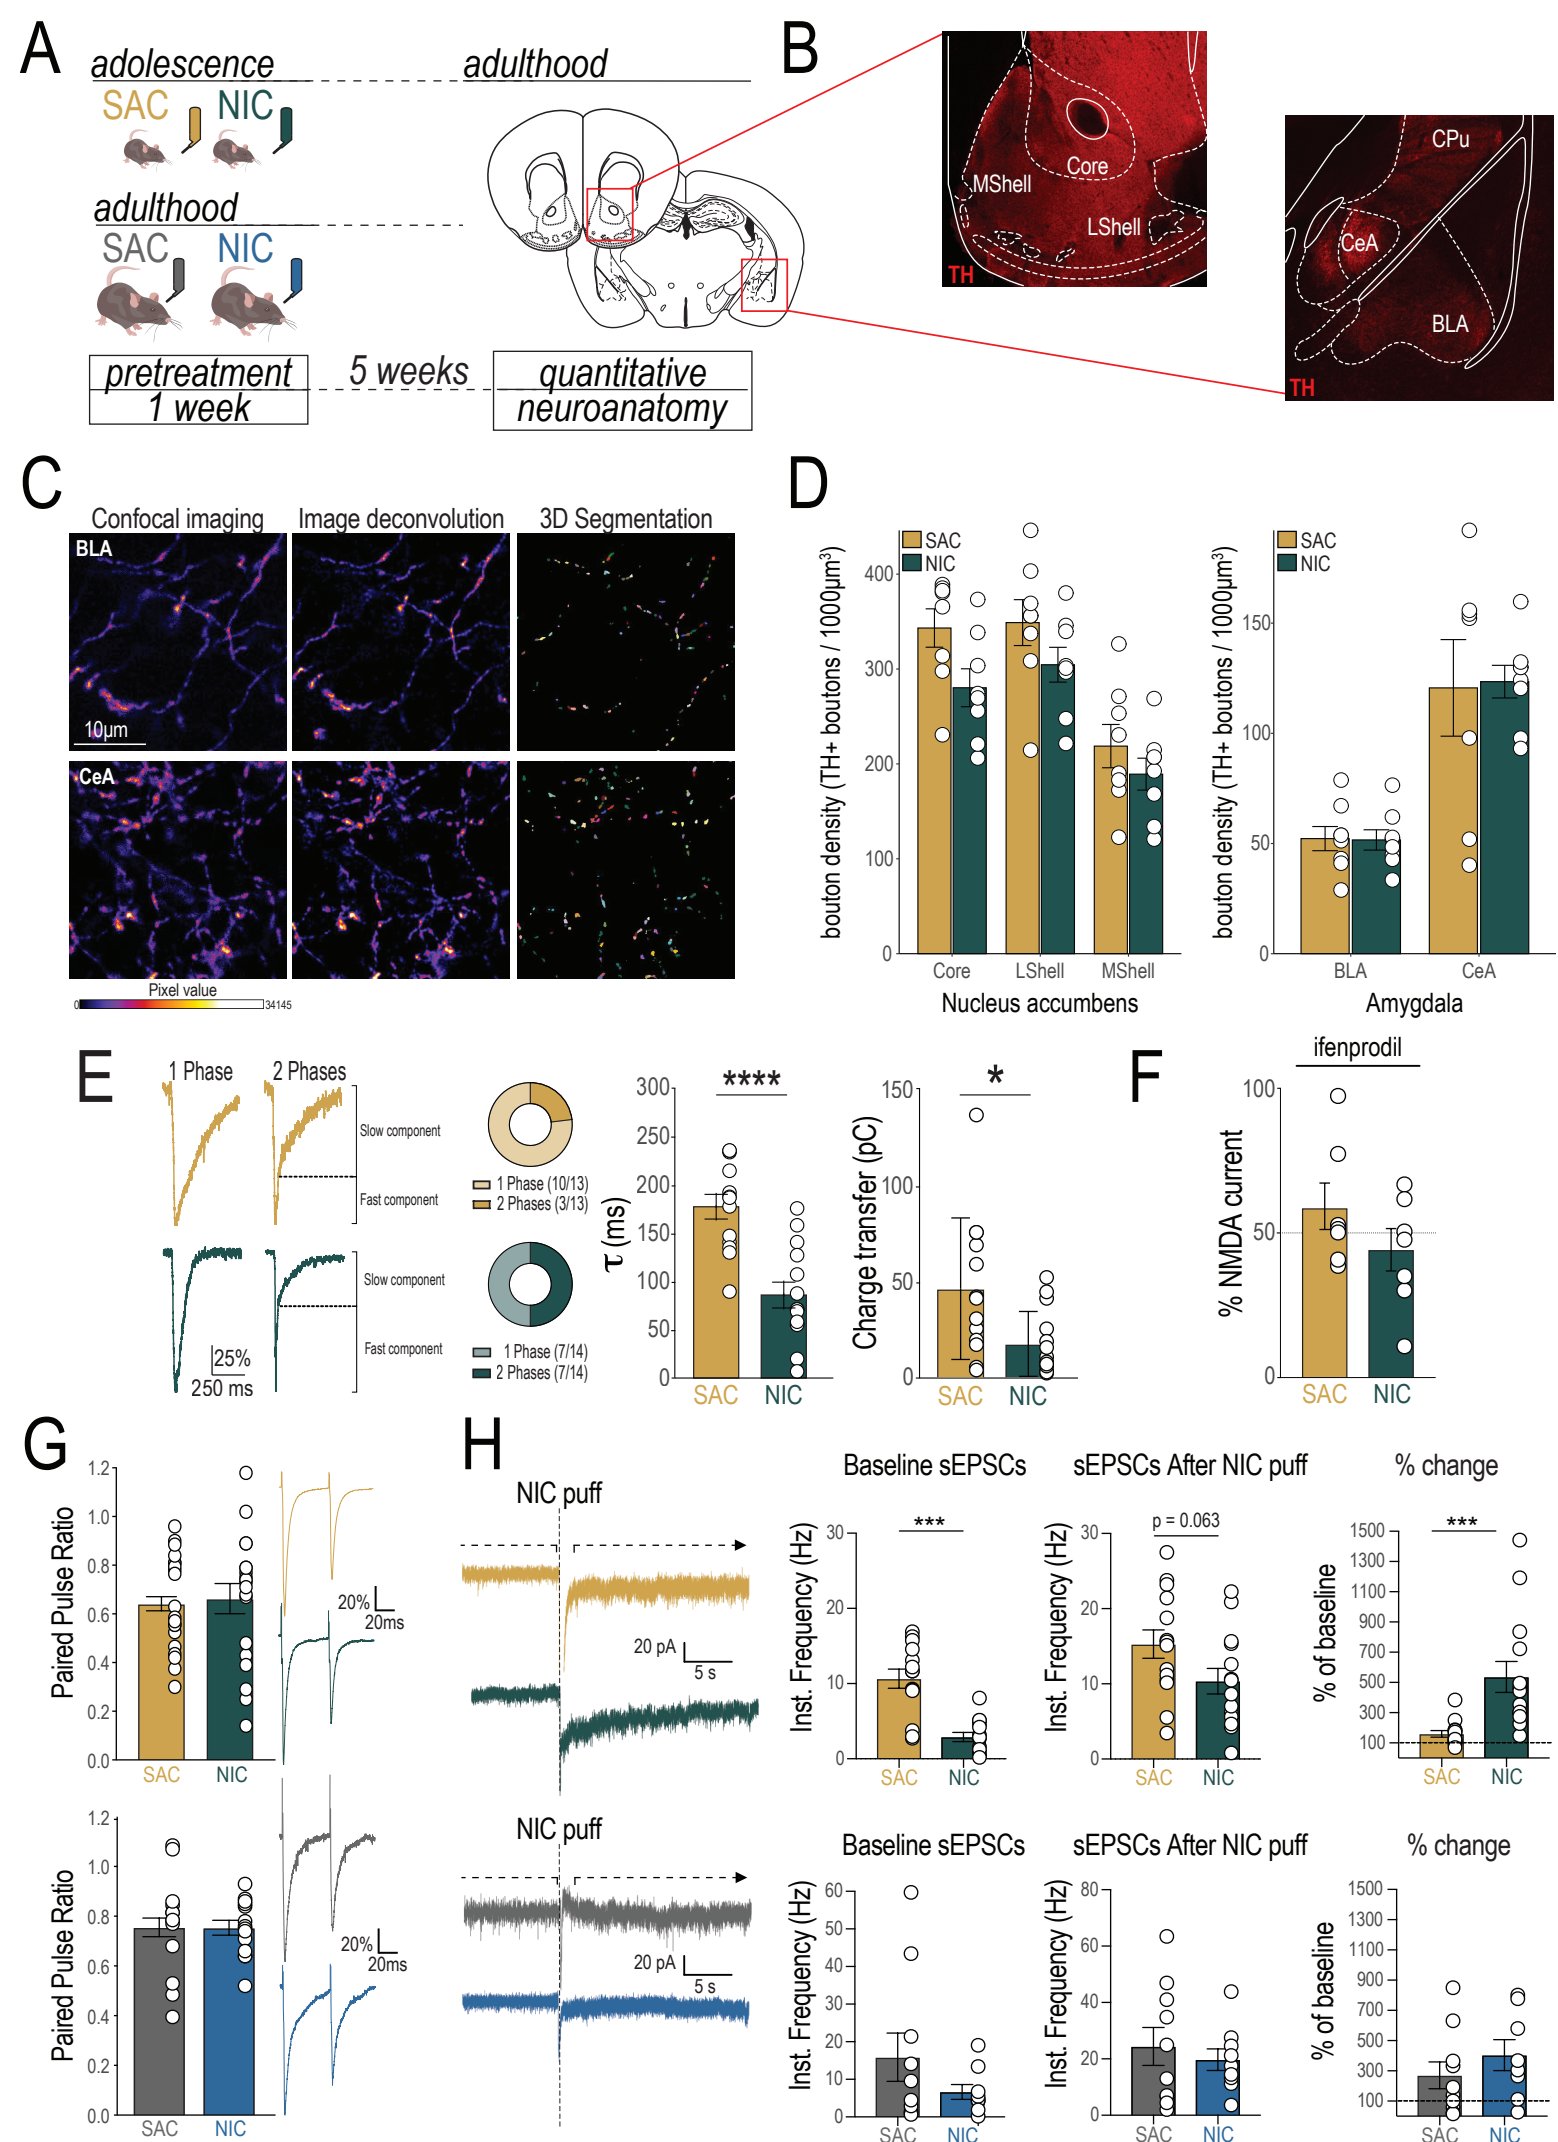 A
adolescence
adulthood
SAC
NIC
adulthood
SAC
NIC
pretreatment
1 week
5 weeks
quantitative
neuroanatomy
B
MShell
Core
LShell
TH
CPu
CeA
BLA
TH
C
Confocal imaging
Image deconvolution
3D Segmentation
BLA
10µm
CeA
Pixel value
0
34145
D
bouton density (TH+ boutons / 1000µm³)
SAC
NIC
400
300
200
100
0
Core
LShell
MShell
Nucleus accumbens
bouton density (TH+ boutons / 1000µm³)
SAC
NIC
150
100
50
0
BLA
CeA
Amygdala
E
1 Phase
2 Phases
Slow component
Fast component
Slow component
Fast component
25%
250 ms
1 Phase (10/13)
2 Phases (3/13)
1 Phase (7/14)
2 Phases (7/14)
τ (ms)
300
250
200
150
100
50
0
****
SAC
NIC
Charge transfer (pC)
150
100
50
0
*
SAC
NIC
F
ifenprodil
% NMDA current
100
50
0
SAC
NIC
G
Paired Pulse Ratio
1.2
1.0
0.8
0.6
0.4
0.2
0.0
SAC
NIC
20%
20ms
Paired Pulse Ratio
1.2
1.0
0.8
0.6
0.4
0.2
0.0
SAC
NIC
20%
20ms
H
NIC puff
20 pA
5 s
Baseline sEPSCs
Inst. Frequency (Hz)
30
20
10
0
***
SAC
NIC
sEPSCs After NIC puff
Inst. Frequency (Hz)
30
20
10
0
p = 0.063
SAC
NIC
% change
% of baseline
1500
1300
1100
900
700
500
300
100
***
SAC
NIC
NIC puff
20 pA
5 s
Baseline sEPSCs
Inst. Frequency (Hz)
60
50
40
30
20
10
0
SAC
NIC
sEPSCs After NIC puff
Inst. Frequency (Hz)
80
60
40
20
0
SAC
NIC
% change
% of baseline
1500
1300
1100
900
700
500
300
100
SAC
NIC